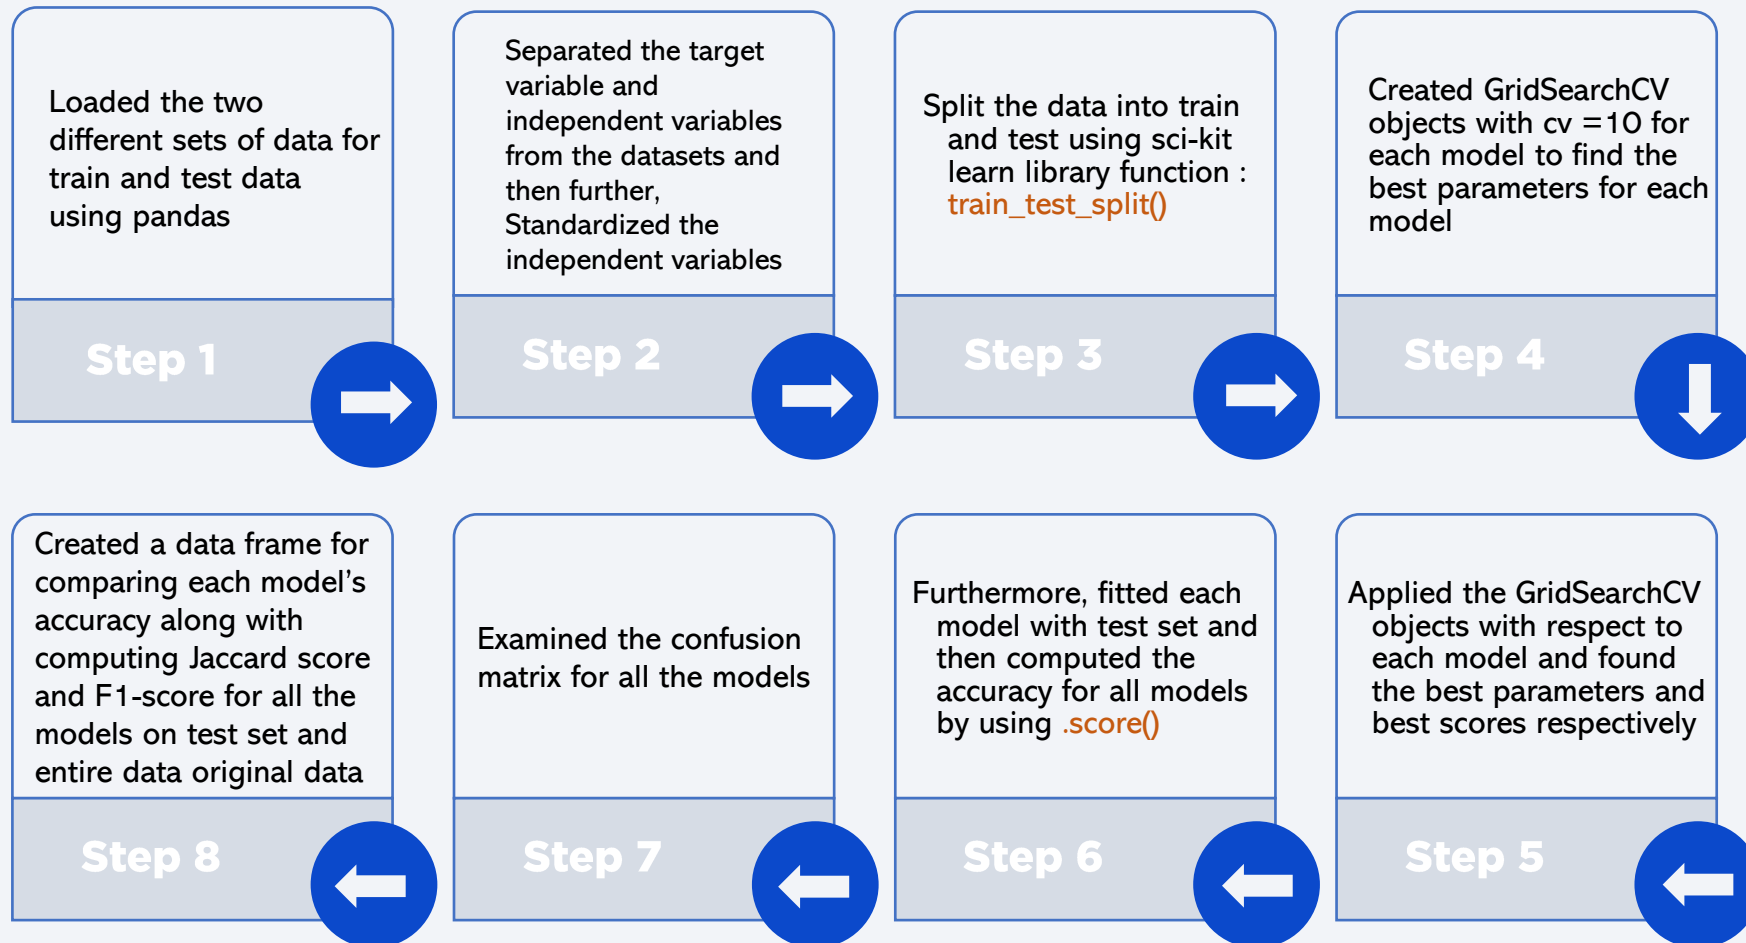 Loaded the two
different sets of data for
train and test data
using pandas
Step 1
Separated the target
variable and
independent variables
from the datasets and
then further,
Standardized the
independent variables
Step 2
Split the data into train
and test using sci-kit
learn library function :
train_test_split()
Step 3
Created GridSearchCV
objects with cv =10 for
each model to find the
best parameters for each
model
Step 4
Applied the GridSearchCV
objects with respect to
each model and found
the best parameters and
best scores respectively
Step 5
Furthermore, fitted each
model with test set and
then computed the
accuracy for all models
by using .score()
Step 6
Examined the confusion
matrix for all the models
Step 7
Created a data frame for
comparing each model’s
accuracy along with
computing Jaccard score
and F1-score for all the
models on test set and
entire data original data
Step 8